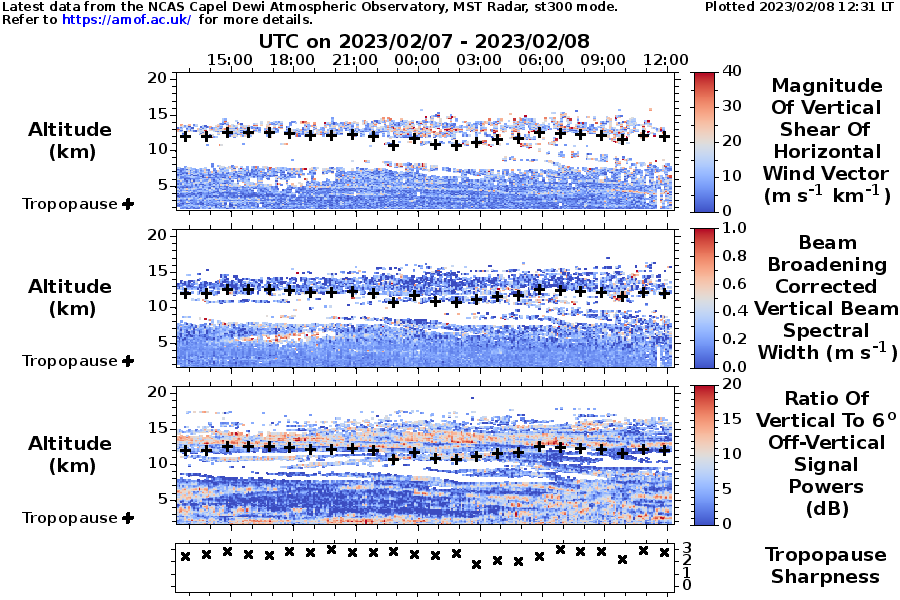 Latest data from the NCAS Capel Dewi Atmospheric Observatory, MST Radar, st300 mode.
Plotted 2023/02/08 12:31 LT
Refer to https://amof.ac.uk/ for more details.
UTC on 2023/02/07 - 2023/02/08
15:00 18:00 21:00 00:00 03:00 06:00 09:00 12:00
20
15
10
5
Altitude
(km)
Tropopause
40
30
20
10
0
Magnitude
Of Vertical
Shear Of
Horizontal
Wind Vector
(m s-1 km-1)
20
15
10
5
Altitude
(km)
Tropopause
1.0
0.8
0.6
0.4
0.2
0.0
Beam
Broadening
Corrected
Vertical Beam
Spectral
Width (m s-1)
20
15
10
5
Altitude
(km)
Tropopause
20
15
10
5
0
Ratio Of
Vertical To 6o
Off-Vertical
Signal
Powers
(dB)
3
2
1
0
Tropopause
Sharpness